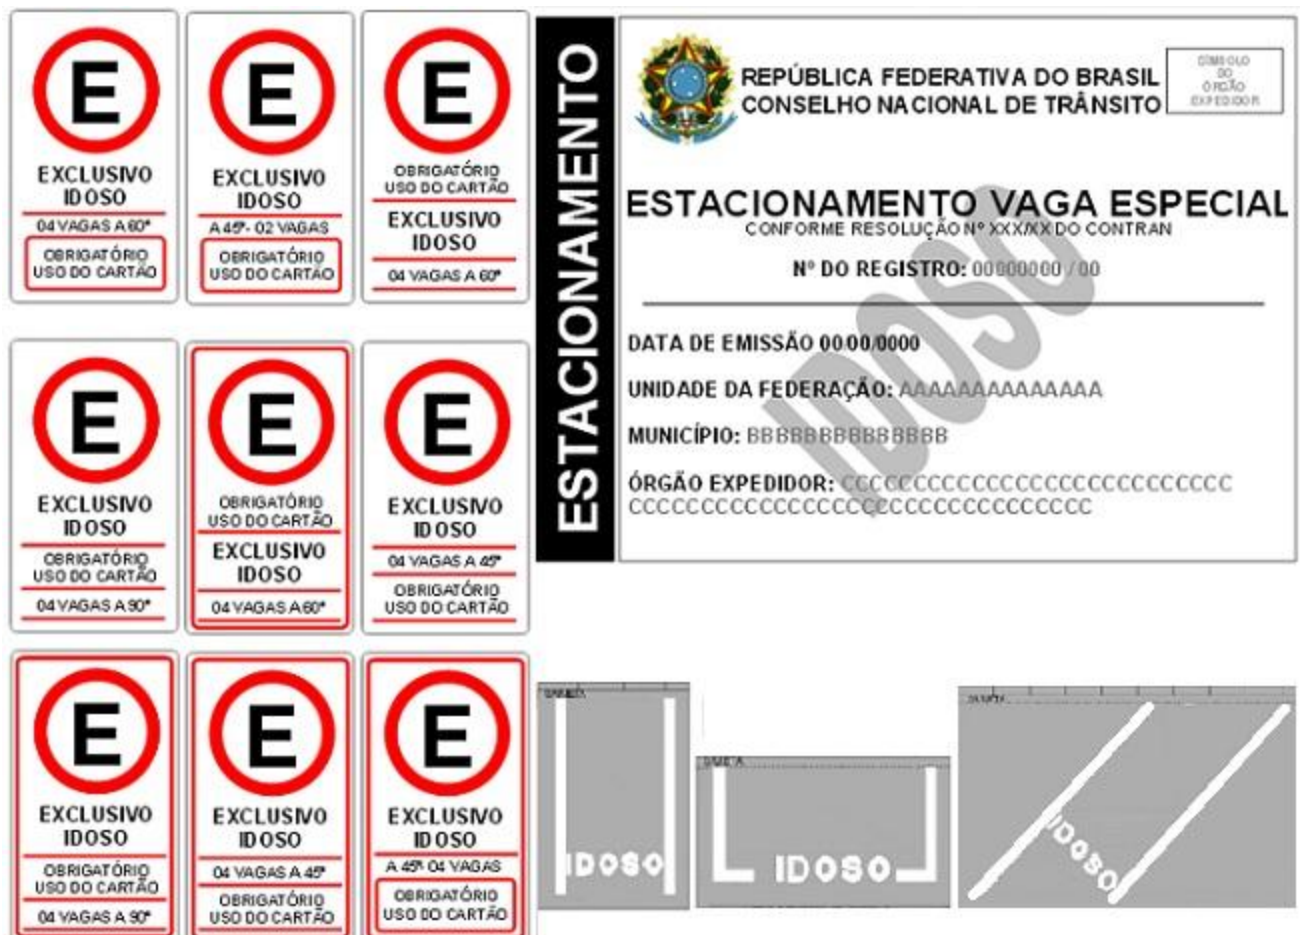 E
EXCLUSIVO
IDOSO
04 VAGAS A 60°
OBRIGATÓRIO
USO DO CARTÃO
E
EXCLUSIVO
IDOSO
A 45°- 02 VAGAS
OBRIGATÓRIO
USO DO CARTÃO
E
OBRIGATÓRIO
USO DO CARTÃO
EXCLUSIVO
IDOSO
04 VAGAS A 60°
E
EXCLUSIVO
IDOSO
OBRIGATÓRIO
USO DO CARTÃO
04 VAGAS A 90°
E
OBRIGATÓRIO
USO DO CARTÃO
EXCLUSIVO
IDOSO
04 VAGAS A 60°
E
EXCLUSIVO
IDOSO
04 VAGAS A 45°
OBRIGATÓRIO
USO DO CARTÃO
E
EXCLUSIVO
IDOSO
OBRIGATÓRIO
USO DO CARTÃO
04 VAGAS A 90°
E
EXCLUSIVO
IDOSO
04 VAGAS A 45°
OBRIGATÓRIO
USO DO CARTÃO
E
EXCLUSIVO
IDOSO
A 45° 04 VAGAS
OBRIGATÓRIO
USO DO CARTÃO
ESTACIONAMENTO
REPÚBLICA FEDERATIVA DO BRASIL
CONSELHO NACIONAL DE TRÂNSITO
SÍMBOLO
DO
ÓRGÃO
EXPEDIDOR
ESTACIONAMENTO VAGA ESPECIAL
CONFORME RESOLUÇÃO Nº XXX/XX DO CONTRAN
Nº DO REGISTRO: 00000000 / 00
IDOSO
DATA DE EMISSÃO 00/00/0000
UNIDADE DA FEDERAÇÃO: AAAAAAAAAAAAAA
MUNICÍPIO: BBBBBBBBBBBBBB
ÓRGÃO EXPEDIDOR: CCCCCCCCCCCCCCCCCCCCCCCCCCC
CCCCCCCCCCCCCCCCCCCCCCCCCCCCCCCC
IDOSO
IDOSO
IDOSO